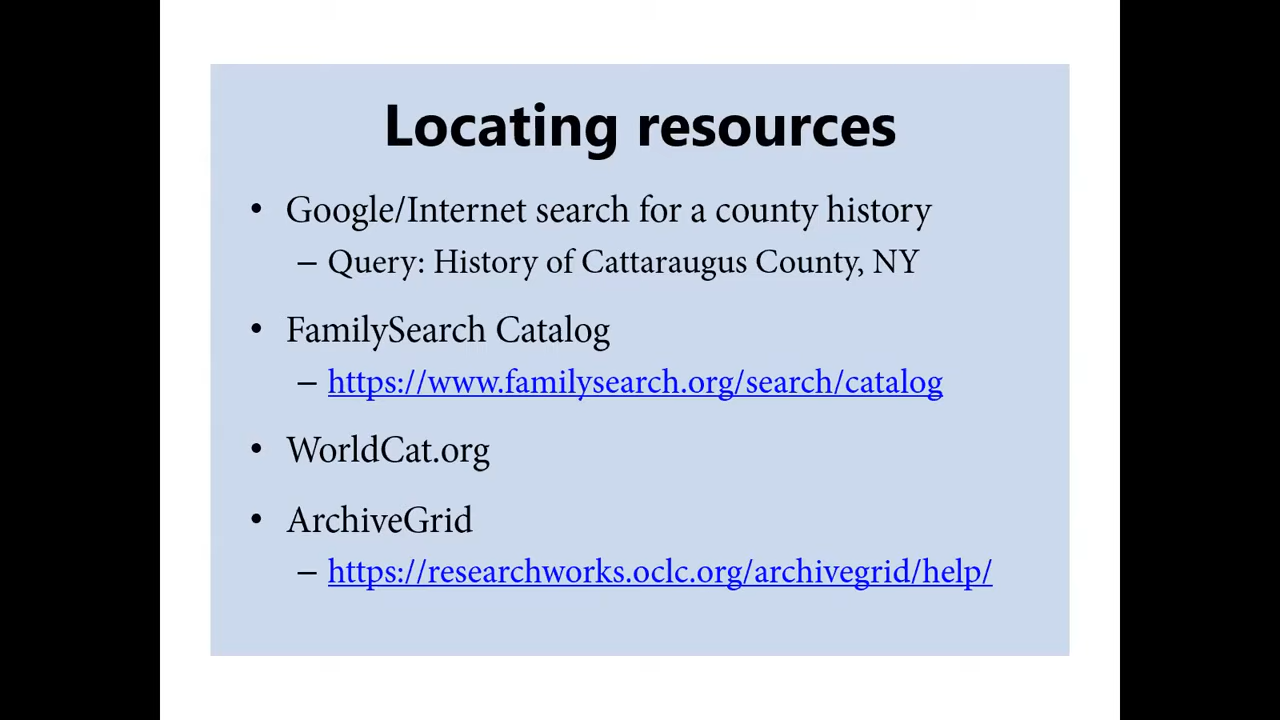 Locating resources
• Google/Internet search for a county history
– Query: History of Cattaraugus County, NY
• FamilySearch Catalog
– https://www.familysearch.org/search/catalog
• WorldCat.org
• ArchiveGrid
– https://researchworks.oclc.org/archivegrid/help/